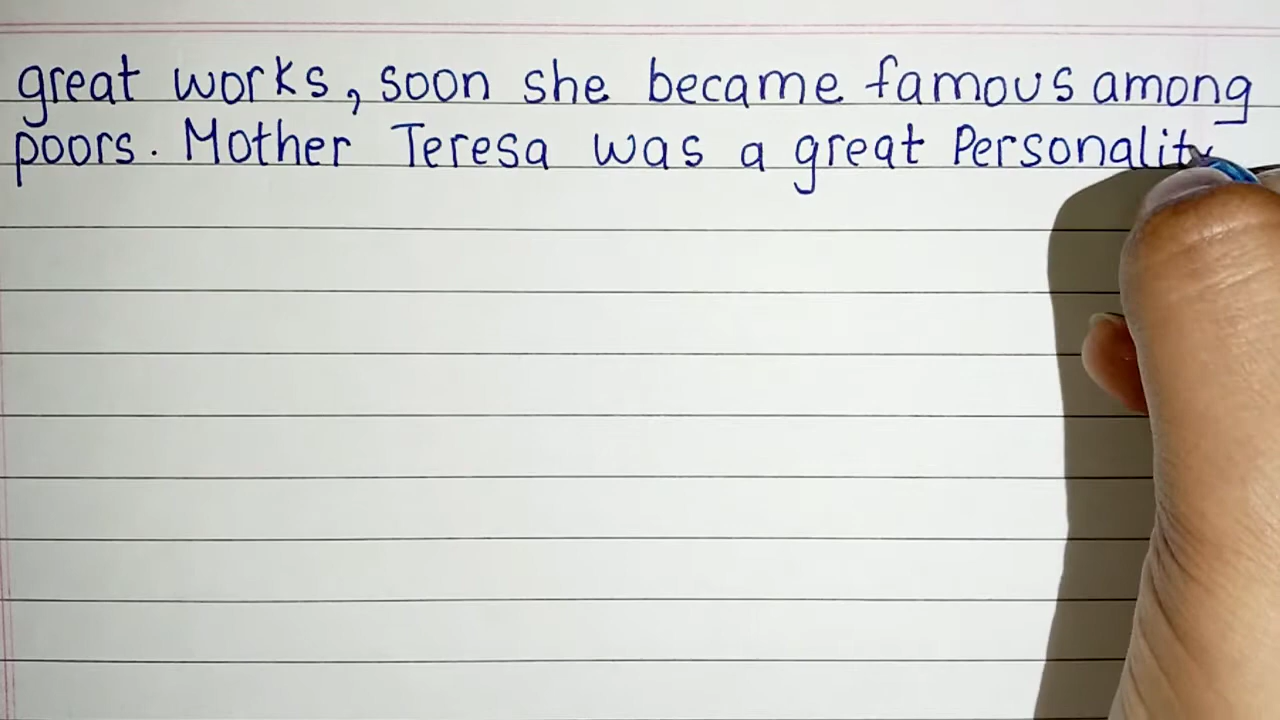 great works, soon she became famous among
poors. Mother Teresa was a great Personality